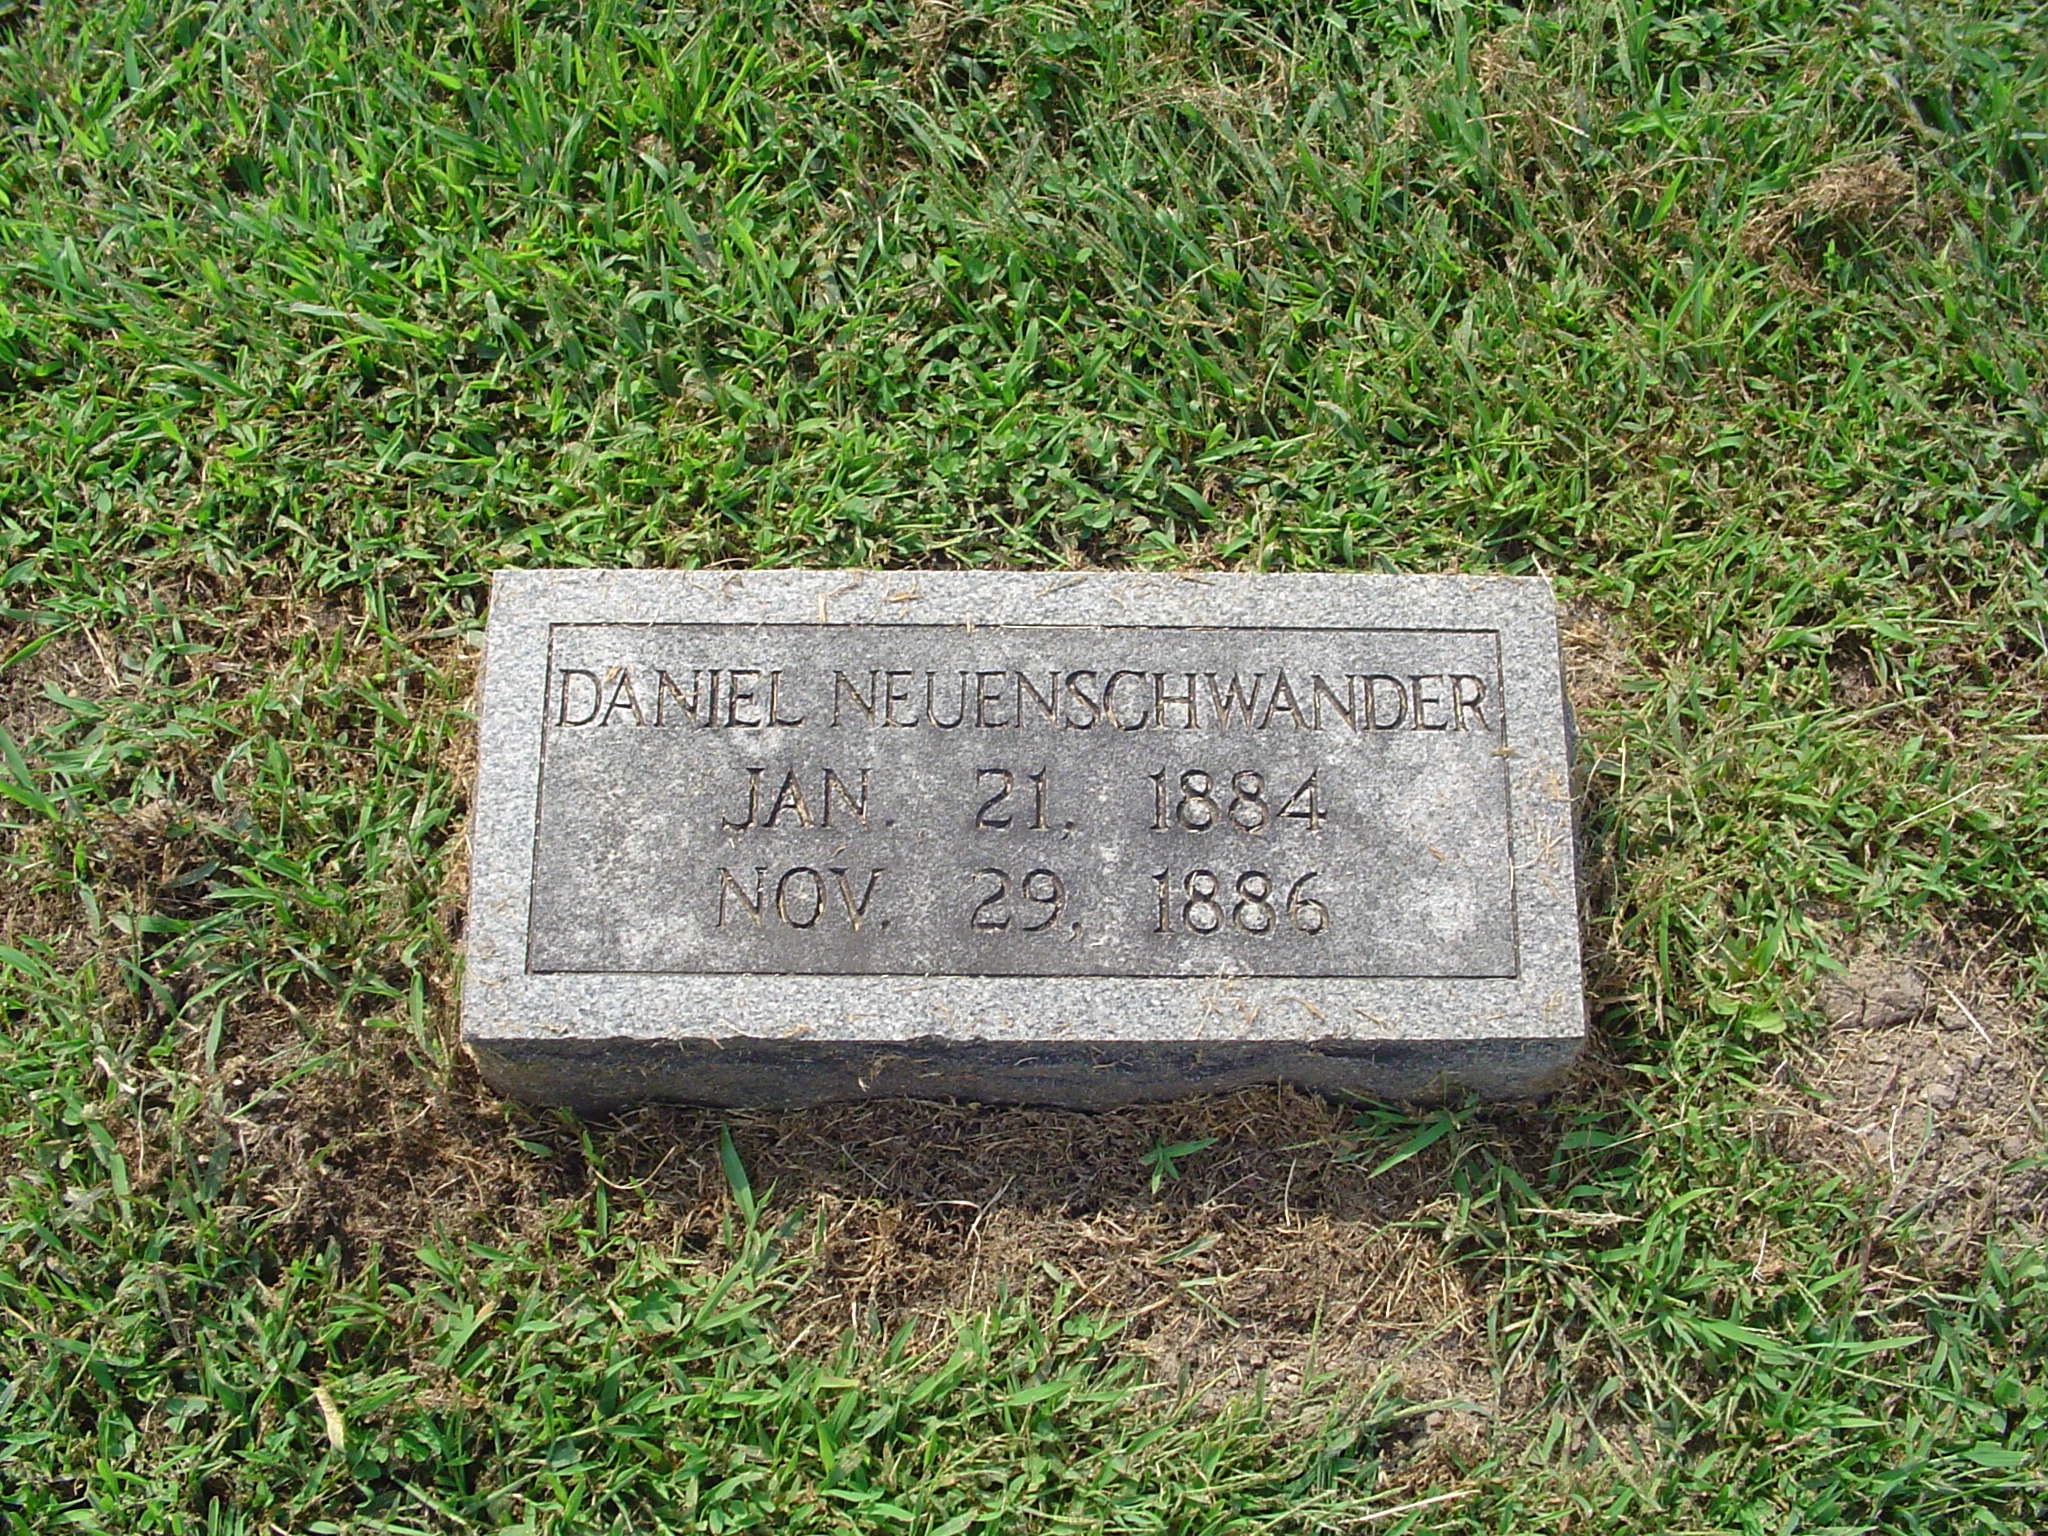 DANIEL NEUENSCHWANDER
JAN. 21, 1884
NOV. 29, 1886